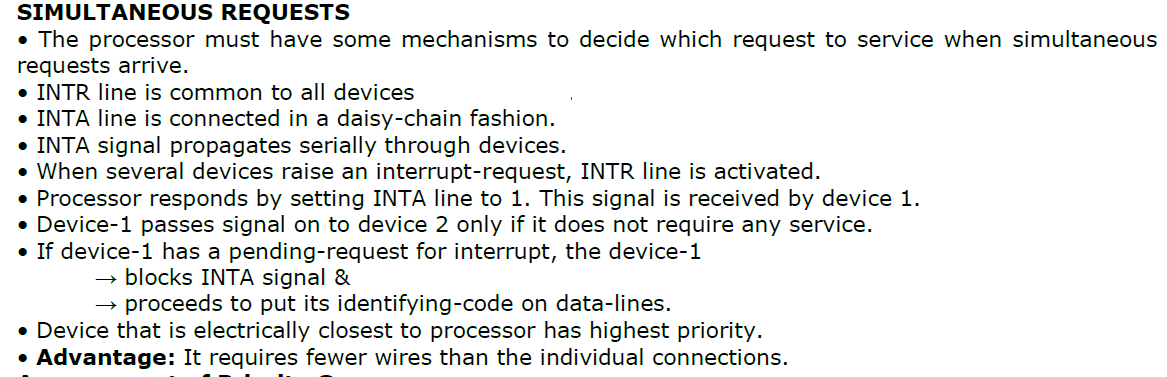 SIMULTANEOUS REQUESTS
• The processor must have some mechanisms to decide which request to service when simultaneous
requests arrive.
• INTR line is common to all devices
• INTA line is connected in a daisy-chain fashion.
• INTA signal propagates serially through devices.
• When several devices raise an interrupt-request, INTR line is activated.
• Processor responds by setting INTA line to 1. This signal is received by device 1.
• Device-1 passes signal on to device 2 only if it does not require any service.
• If device-1 has a pending-request for interrupt, the device-1
→ blocks INTA signal &
→ proceeds to put its identifying-code on data-lines.
• Device that is electrically closest to processor has highest priority.
• Advantage: It requires fewer wires than the individual connections.